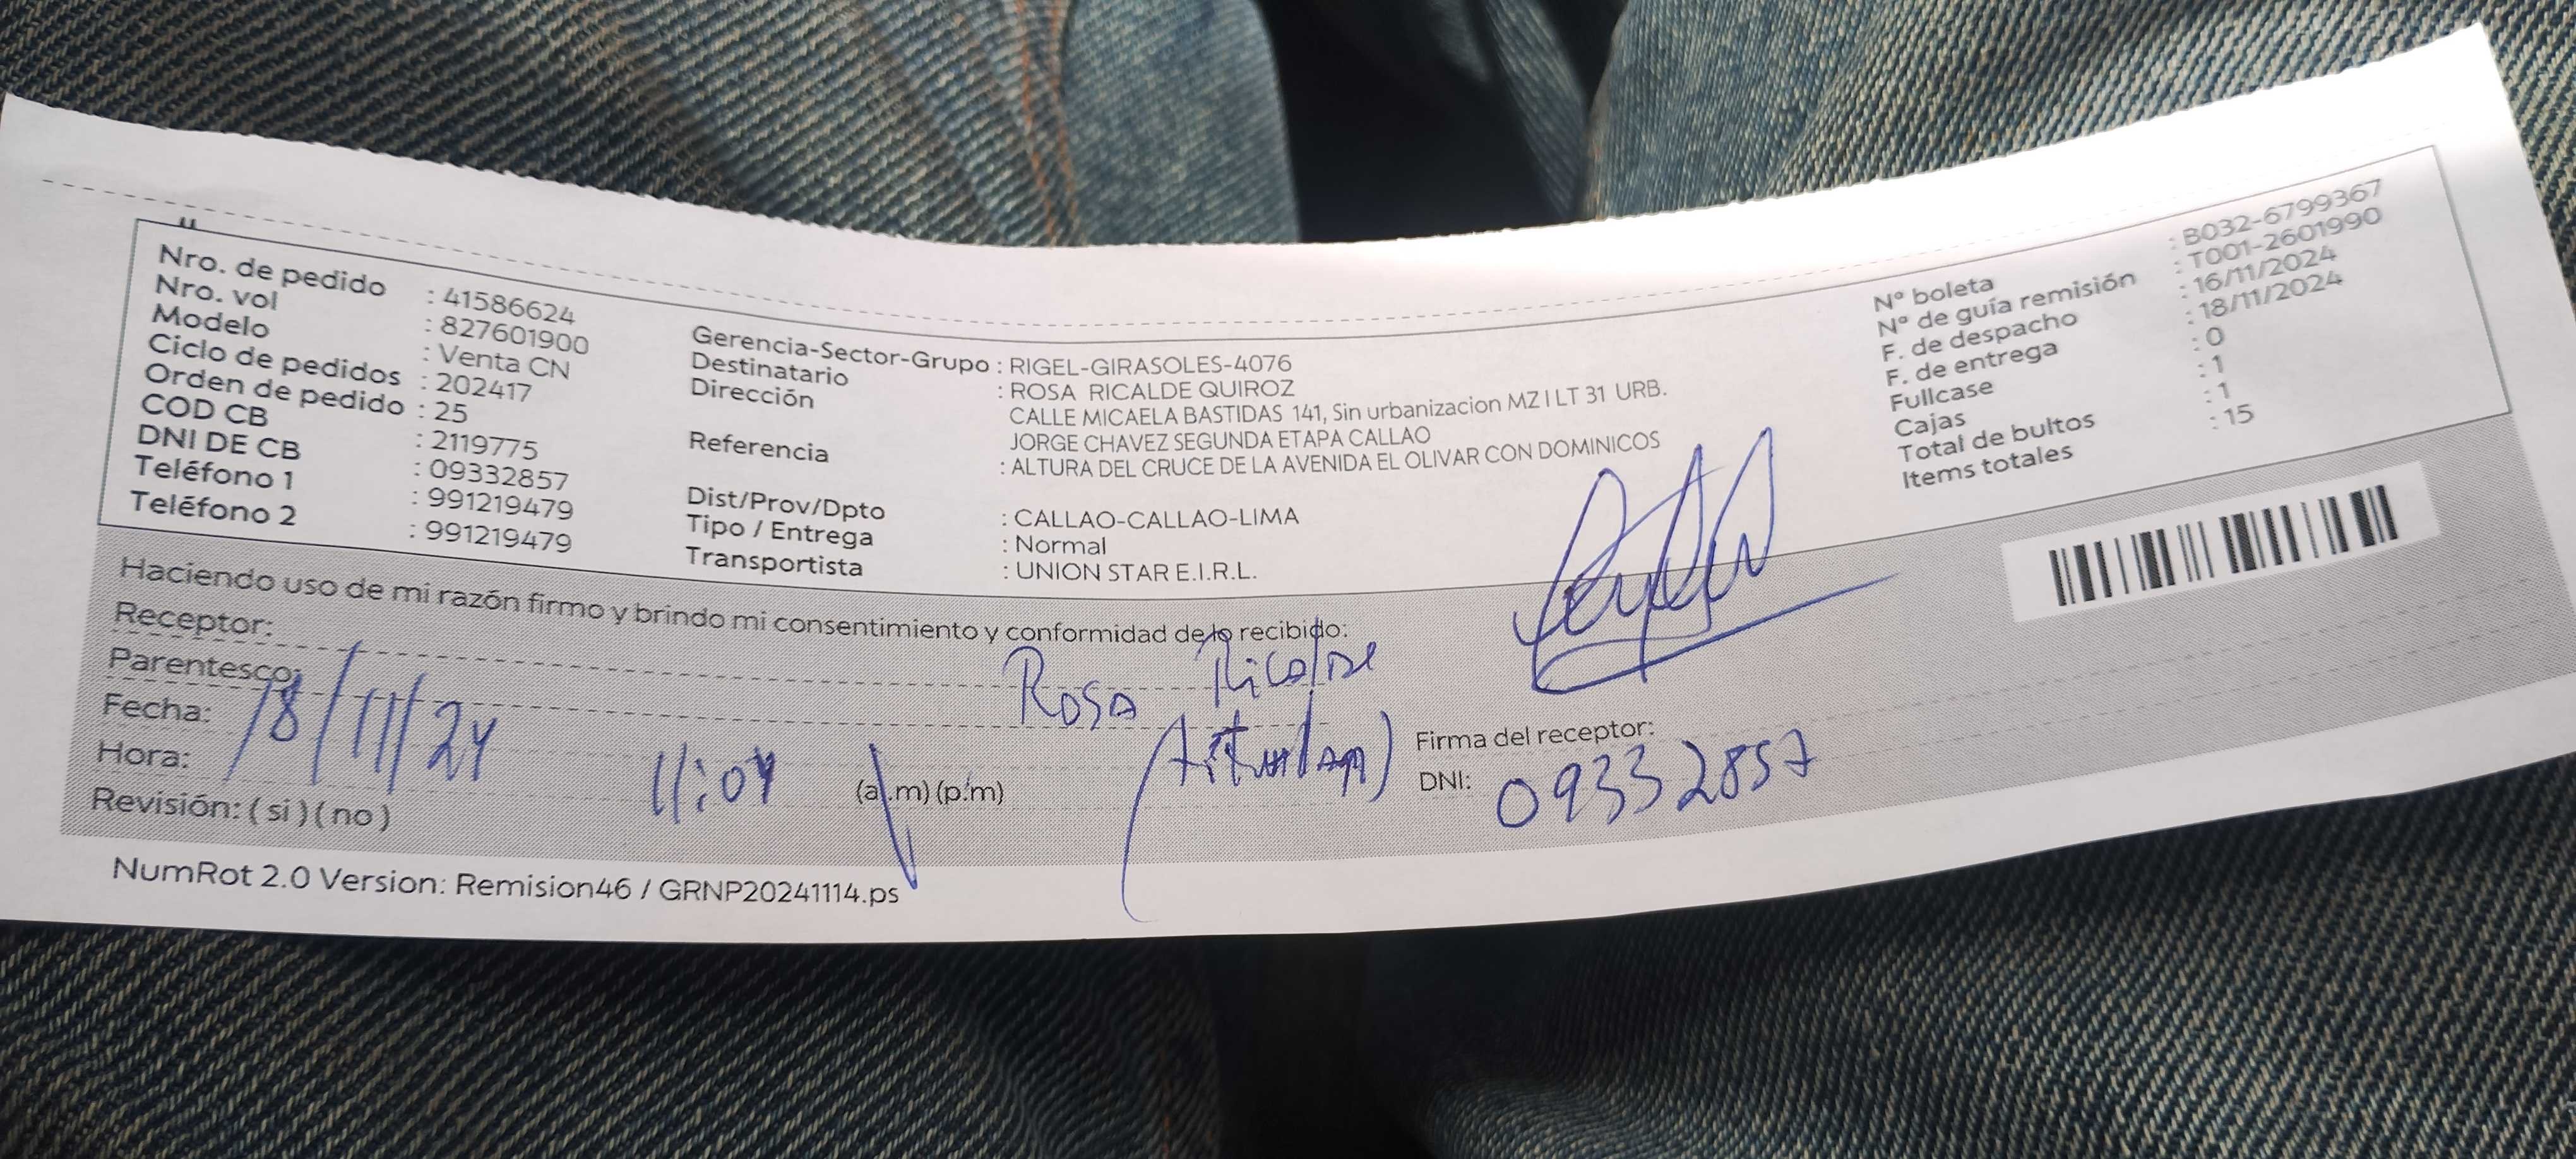 Nro. de pedido : 41586624
Nro. vol : 827601900
Modelo : Venta CN
Ciclo de pedidos : 202417
Orden de pedido : 25
COD CB : 2119775
DNI DE CB : 09332857
Teléfono 1 : 991219479
Teléfono 2 : 991219479
Gerencia-Sector-Grupo : RIGEL-GIRASOLES-4076
Destinatario : ROSA RICALDE QUIROZ
Dirección CALLE MICAELA BASTIDAS 141, Sin urbanizacion MZ I LT 31 URB.
JORGE CHAVEZ SEGUNDA ETAPA CALLAO
Referencia : ALTURA DEL CRUCE DE LA AVENIDA EL OLIVAR CON DOMINICOS
Dist/Prov/Dpto : CALLAO-CALLAO-LIMA
Tipo / Entrega : Normal
Transportista : UNION STAR E.I.R.L.
Nº boleta : B032-6799367
Nº de guía remisión : T001-2601990
F. de despacho : 16/11/2024
F. de entrega : 18/11/2024
Fullcase : 0
Cajas : 1
Total de bultos : 1
Items totales : 15
Haciendo uso de mi razón firmo y brindo mi consentimiento y conformidad de lo recibido:
Receptor: Rosa Ricalde
Parentesco: (titular)
Fecha: 18/11/24
Hora: 11:04 (a.m) (p.m)
Revisión: ( si ) ( no )
Firma del receptor:
DNI: 09332857
NumRot 2.0 Version: Remision46 / GRNP20241114.ps